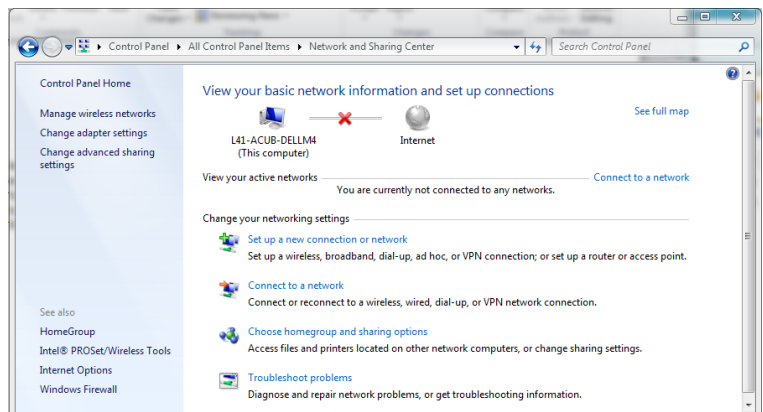 Control Panel ▸ All Control Panel Items ▸ Network and Sharing Center
Search Control Panel
Control Panel Home
Manage wireless networks
Change adapter settings
Change advanced sharing
settings
See also
HomeGroup
Intel® PROSet/Wireless Tools
Internet Options
Windows Firewall
View your basic network information and set up connections
See full map
L41-ACUB-DELLM4
(This computer)
Internet
View your active networks
Connect to a network
You are currently not connected to any networks.
Change your networking settings
Set up a new connection or network
Set up a wireless, broadband, dial-up, ad hoc, or VPN connection; or set up a router or access point.
Connect to a network
Connect or reconnect to a wireless, wired, dial-up, or VPN network connection.
Choose homegroup and sharing options
Access files and printers located on other network computers, or change sharing settings.
Troubleshoot problems
Diagnose and repair network problems, or get troubleshooting information.